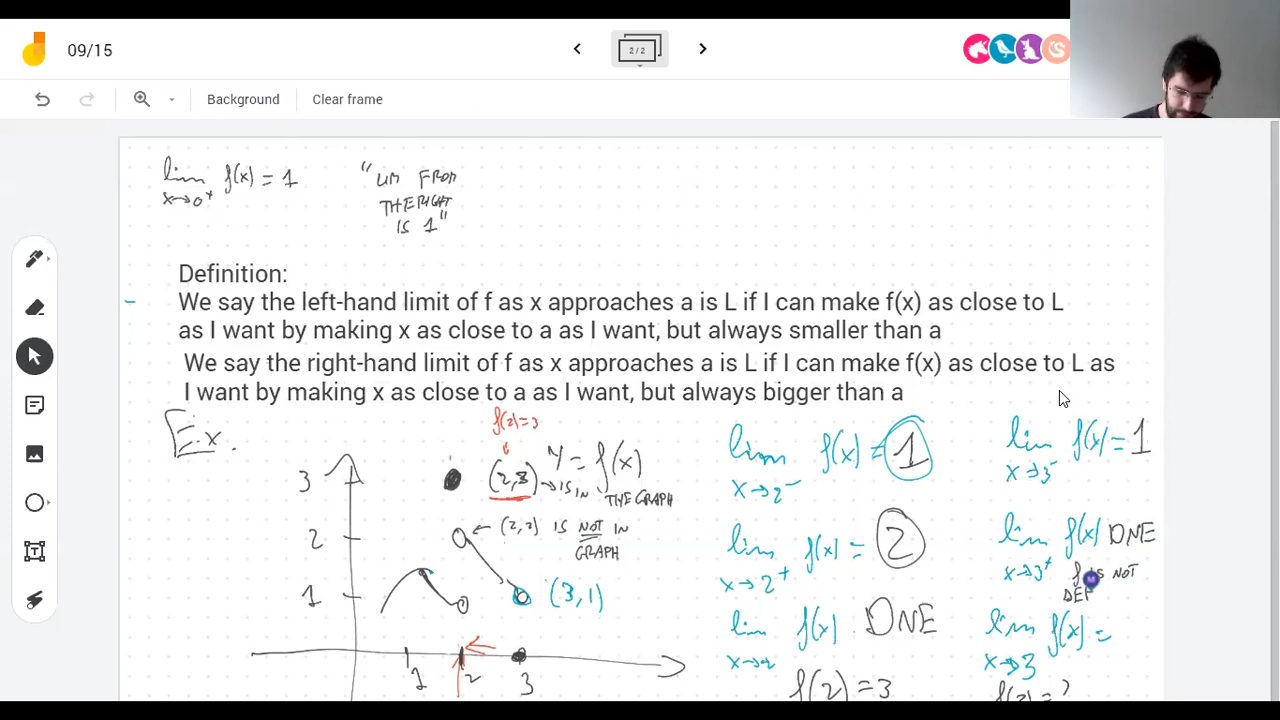 09/15
2/2
Background
Clear frame
lim f(x) = 1
x→0⁺
"LIM FROM
THE RIGHT
IS 1"
Definition:
We say the left-hand limit of f as x approaches a is L if I can make f(x) as close to L
as I want by making x as close to a as I want, but always smaller than a
We say the right-hand limit of f as x approaches a is L if I can make f(x) as close to L as
I want by making x as close to a as I want, but always bigger than a
Ex.
f(2)=3
3
(2,3) → IS IN
THE GRAPH
y = f(x)
2
(2,2) IS NOT IN
GRAPH
1
(3,1)
1
2
3
lim f(x) = 1
x→2⁻
lim f(x) = 2
x→2⁺
lim f(x) DNE
x→2
f(2) = 3
lim f(x) = 1
x→3⁻
lim f(x) DNE
x→3⁺
f IS NOT
DEF
lim f(x) =
x→3
f(3) = ?